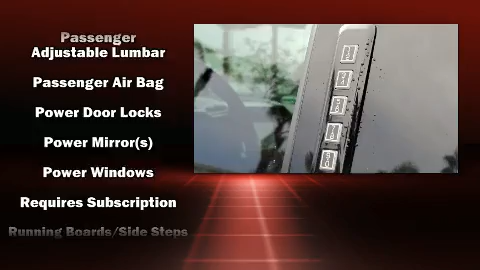 Passenger
Adjustable Lumbar
Passenger Air Bag
Power Door Locks
Power Mirror(s)
Power Windows
Requires Subscription
Running Boards/Side Steps